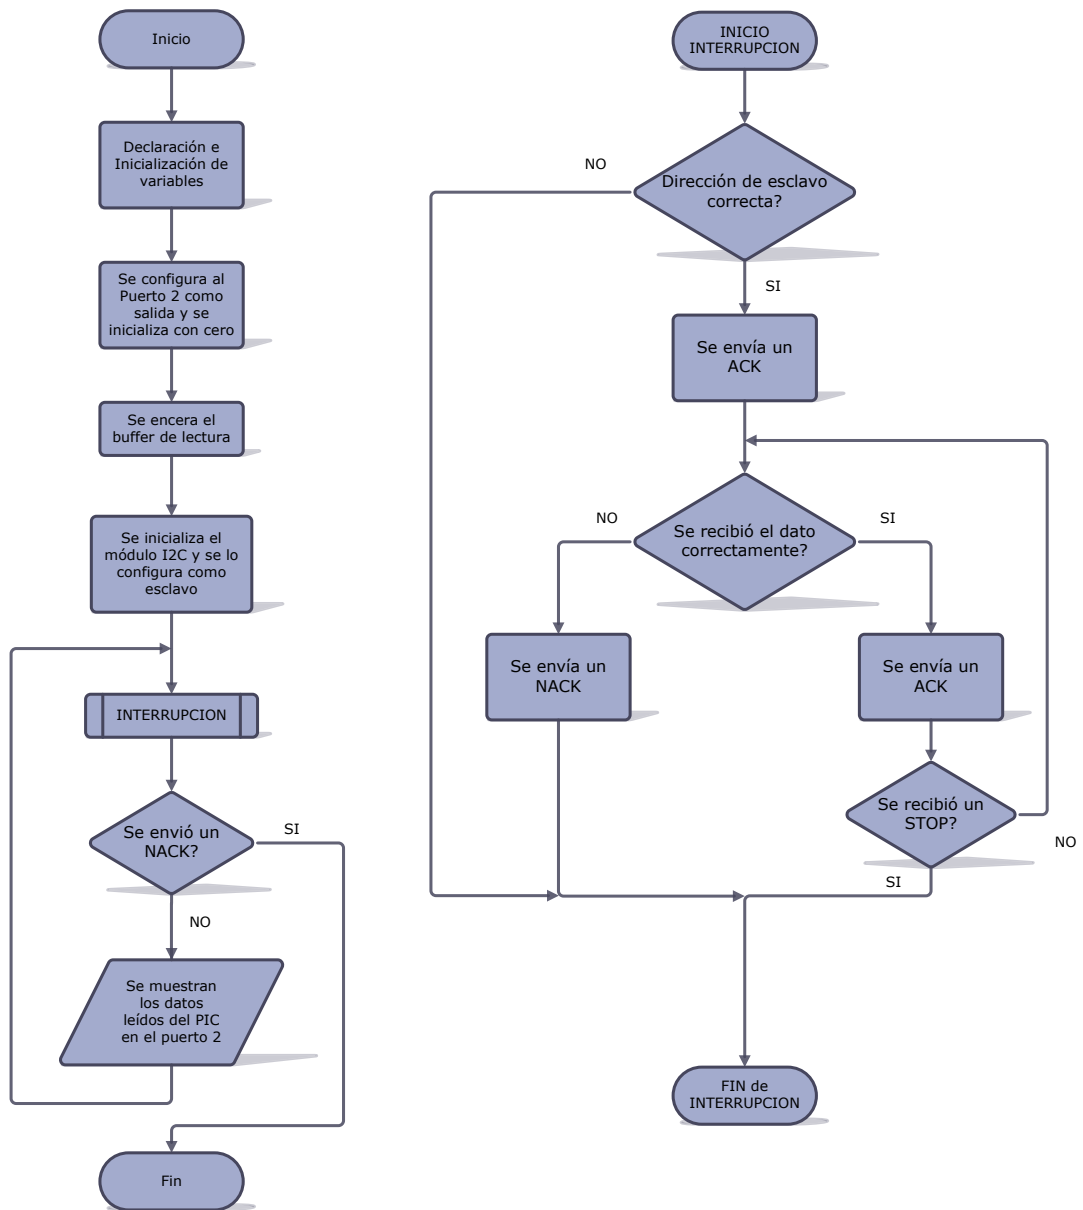 Inicio
Declaración e
Inicialización de
variables
Se configura al
Puerto 2 como
salida y se
inicializa con cero
Se encera el
buffer de lectura
Se inicializa el
módulo I2C y se lo
configura como
esclavo
INTERRUPCION
Se envió un
NACK?
SI
NO
Se muestran
los datos
leídos del PIC
en el puerto 2
Fin
INICIO
INTERRUPCION
NO
Dirección de esclavo
correcta?
SI
Se envía un
ACK
NO
Se recibió el dato
correctamente?
SI
Se envía un
NACK
Se envía un
ACK
Se recibió un
STOP?
NO
SI
FIN de
INTERRUPCION